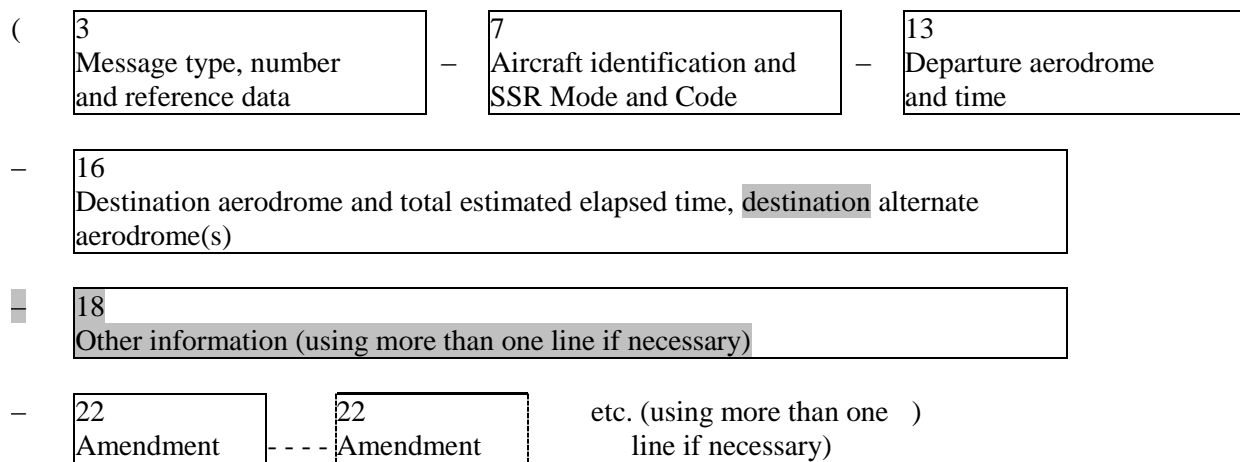 ( 3 7 13
Message type, number – Aircraft identification and – Departure aerodrome
and reference data SSR Mode and Code and time
– 16
Destination aerodrome and total estimated elapsed time, destination alternate
aerodrome(s)
– 18
Other information (using more than one line if necessary)
– 22 22 etc. (using more than one )
Amendment - - - - Amendment line if necessary)